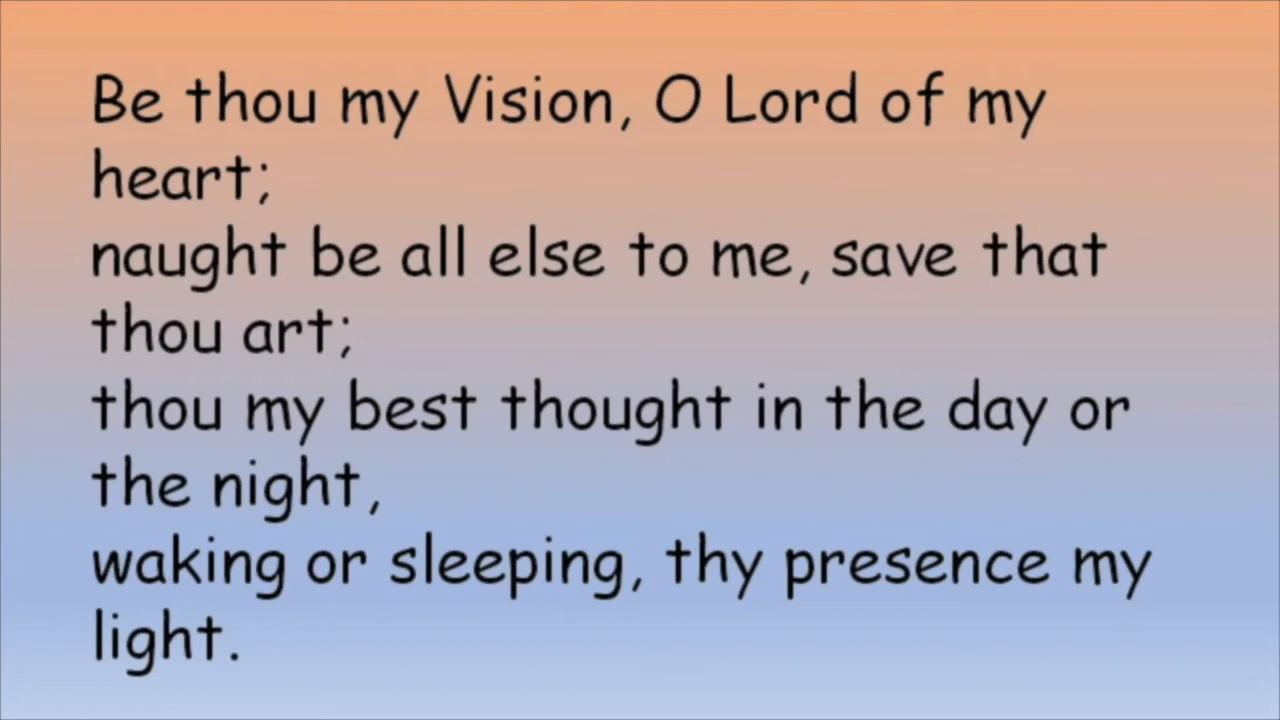 Be thou my Vision, O Lord of my
heart;
naught be all else to me, save that
thou art;
thou my best thought in the day or
the night,
waking or sleeping, thy presence my
light.